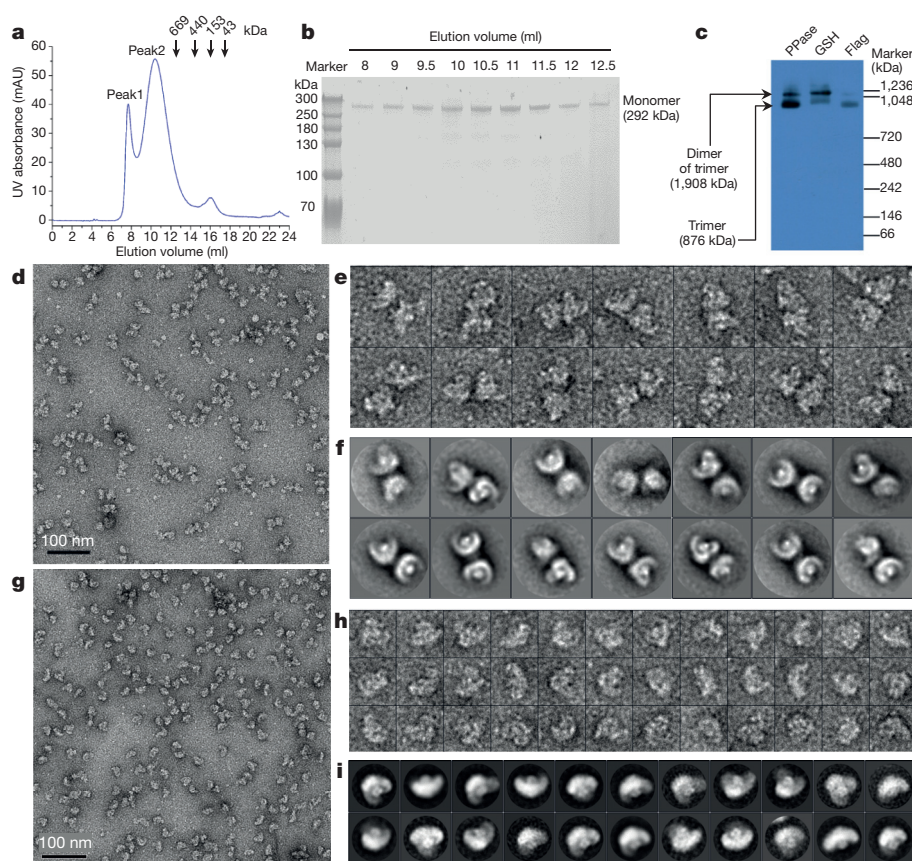 a
669
440
153
43
kDa
60
50
40
30
20
10
0
UV absorbance (mAU)
Peak1
Peak2
0 2 4 6 8 10 12 14 16 18 20 22 24
Elution volume (ml)
b
Elution volume (ml)
Marker 8 9 9.5 10 10.5 11 11.5 12 12.5
kDa
300
250
180
130
100
70
Monomer
(292 kDa)
c
PPase
GSH
Flag
Marker
(kDa)
1,236
1,048
720
480
242
146
66
Dimer
of trimer
(1,908 kDa)
Trimer
(876 kDa)
d
100 nm
e
f
g
100 nm
h
i